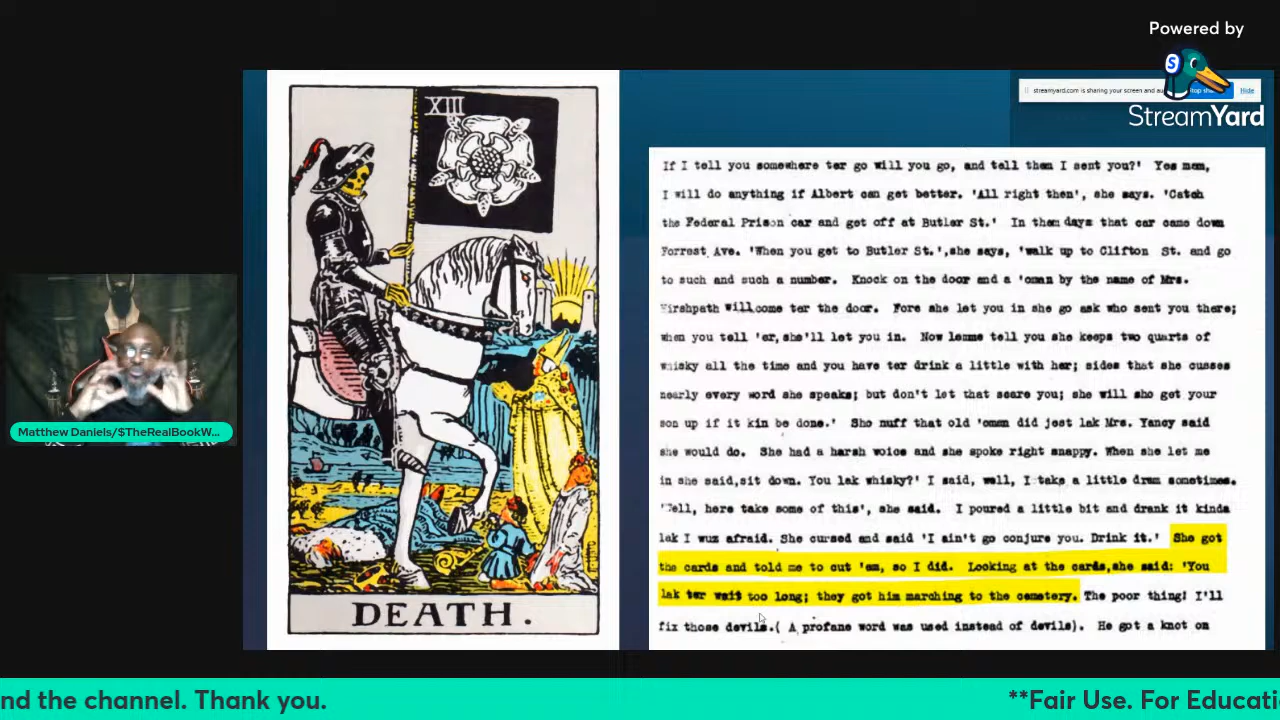 Powered by
StreamYard
streamyard.com is sharing your screen and au
Hide
XIII
DEATH.
If I tell you somewhere ter go will you go, and tell them I sent you?' Yes mam,
I will do anything if Albert can get better. 'All right then', she says. 'Catch
the Federal Prison car and get off at Butler St.' In them days that car came down
Forrest Ave. 'When you get to Butler St.',she says, 'walk up to Clifton St. and go
to such and such a number. Knock on the door and a 'oman by the name of Mrs.
Hirshpath will come ter the door. Fore she let you in she go ask who sent you there;
when you tell 'er, she'll let you in. Now lemme tell you she keeps two quarts of
whisky all the time and you have ter drink a little with her; sides that she cusses
nearly every word she speaks; but don't let that scare you; she will sho get your
son up if it kin be done.' She nuff that old 'oman did jest lak Mrs. Yancy said
she would do. She had a harsh voice and she spoke right snappy. When she let me
in she said,sit down. You lak whisky?' I said, well, I take a little dram sometimes.
'Well, here take some of this', she said. I poured a little bit and drank it kinda
lak I wuz afraid. She cursed and said 'I ain't go conjure you. Drink it.' She got
the cards and told me to cut 'em, so I did. Looking at the cards,she said: 'You
lak ter wait too long; they got him marching to the cemetery. The poor thing! I'll
fix those devils.( A profane word was used instead of devils). He got a knot on
Matthew Daniels/$TheRealBookW...
nd the channel. Thank you.
**Fair Use. For Educati